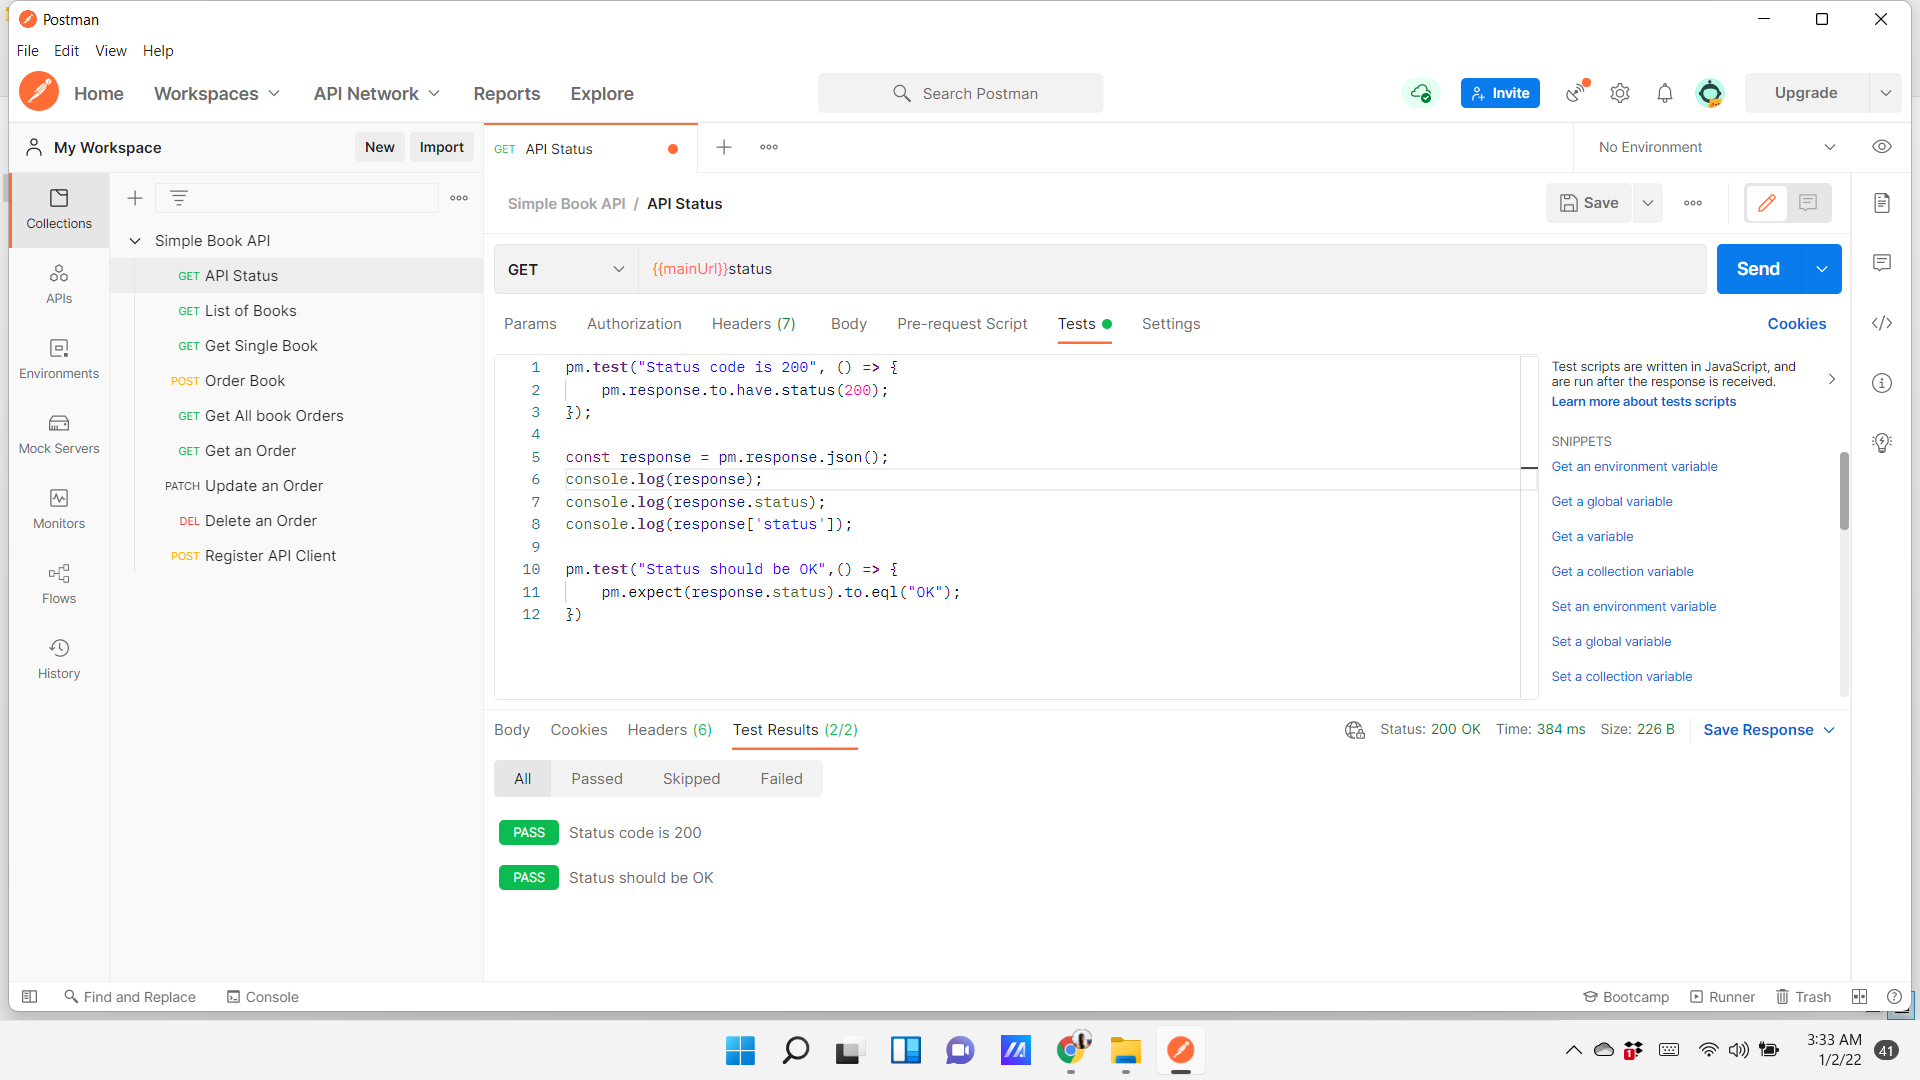 Postman
File Edit View Help
Home Workspaces API Network Reports Explore
Search Postman
Invite
Upgrade
My Workspace
New Import
GET API Status
No Environment
Collections
APIs
Environments
Mock Servers
Monitors
Flows
History
Simple Book API
GET API Status
GET List of Books
GET Get Single Book
POST Order Book
GET Get All book Orders
GET Get an Order
PATCH Update an Order
DEL Delete an Order
POST Register API Client
Simple Book API / API Status
Save
GET {{mainUrl}}status
Send
Params Authorization Headers (7) Body Pre-request Script Tests Settings
Cookies
1 pm.test("Status code is 200", () => {
2 pm.response.to.have.status(200);
3 });
4
5 const response = pm.response.json();
6 console.log(response);
7 console.log(response.status);
8 console.log(response['status']);
9
10 pm.test("Status should be OK",() => {
11 pm.expect(response.status).to.eql("OK");
12 })
Test scripts are written in JavaScript, and
are run after the response is received.
Learn more about tests scripts
SNIPPETS
Get an environment variable
Get a global variable
Get a variable
Get a collection variable
Set an environment variable
Set a global variable
Set a collection variable
Body Cookies Headers (6) Test Results (2/2)
Status: 200 OK Time: 384 ms Size: 226 B
Save Response
All Passed Skipped Failed
PASS Status code is 200
PASS Status should be OK
Find and Replace Console
Bootcamp Runner Trash
1
3:33 AM
1/2/22
41